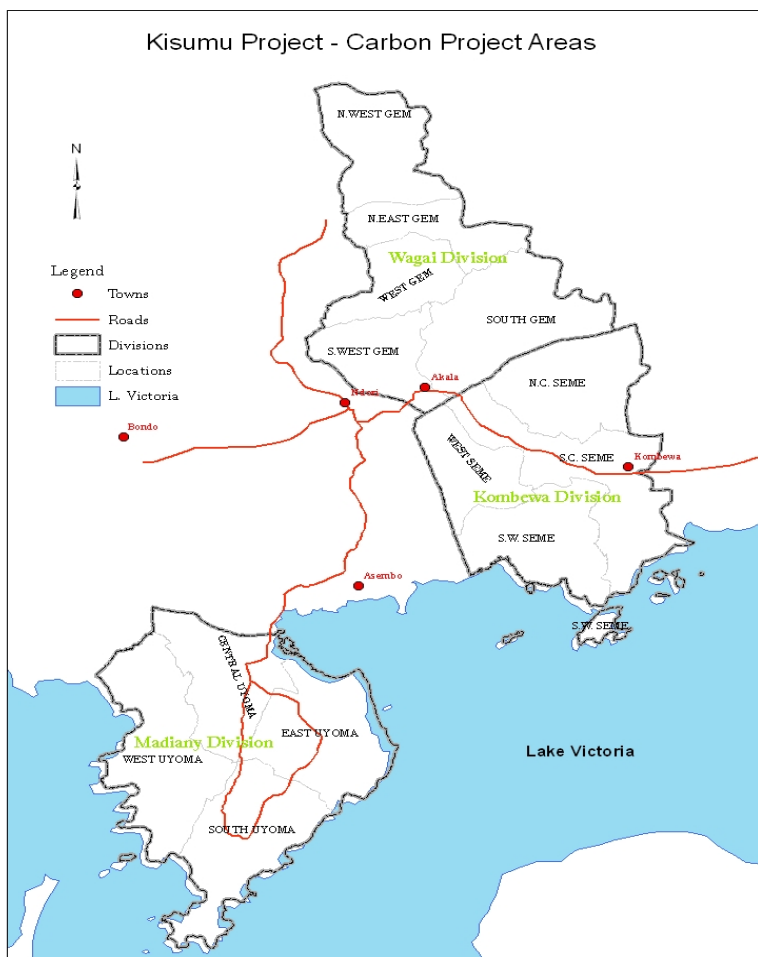 Kisumu Project - Carbon Project Areas
N.WEST GEM
N
N.EAST GEM
Wagai Division
Legend
WEST GEM
Towns
Roads
SOUTH GEM
Divisions
S.WEST GEM
Locations
Akala
N.C. SEME
L. Victoria
Ndori
Bondo
WEST SEME
S.C. SEME
Kombewa
Kombewa Division
S.W. SEME
Asembo
S.W. SEME
CENTRAL UYOMA
EAST UYOMA
Madiany Division
Lake Victoria
WEST UYOMA
SOUTH UYOMA